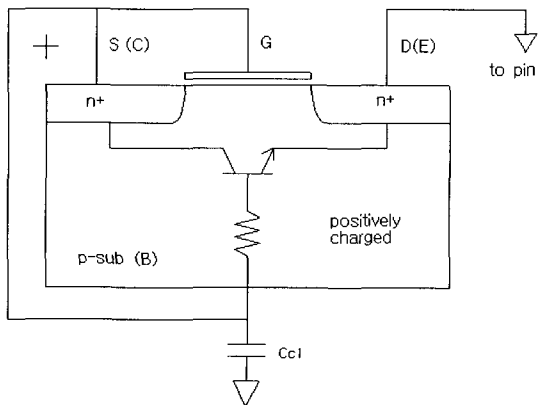 S (C)
G
D(E)
to pin
n+
n+
positively
charged
p-sub (B)
Ccl